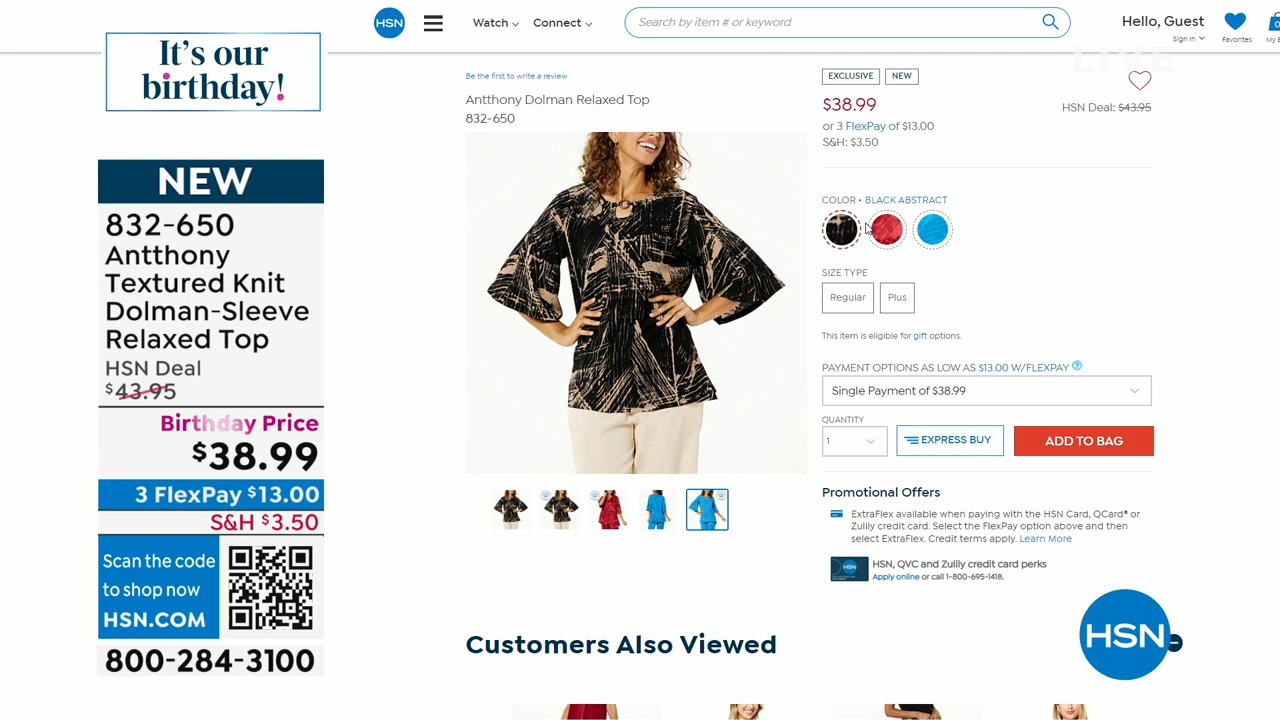 It's our
birthday!
NEW
832-650
Antthony
Textured Knit
Dolman-Sleeve
Relaxed Top
HSN Deal
$43.95
Birthday Price
$38.99
3 FlexPay $13.00
S&H $3.50
Scan the code
to shop now
HSN.COM
800-284-3100
HSN
Watch
Connect
Search by item # or keyword
Hello, Guest
Sign In
Favorites
0
LIVE
Be the first to write a review
Antthony Dolman Relaxed Top
832-650
EXCLUSIVE
NEW
$38.99
HSN Deal: $43.95
or 3 FlexPay of $13.00
S&H: $3.50
COLOR • BLACK ABSTRACT
SIZE TYPE
Regular
Plus
This item is eligible for gift options.
PAYMENT OPTIONS AS LOW AS $13.00 W/FLEXPAY ?
Single Payment of $38.99
QUANTITY
1
EXPRESS BUY
ADD TO BAG
Promotional Offers
ExtraFlex available when paying with the HSN Card, QCard® or
Zulily credit card. Select the FlexPay option above and then
select ExtraFlex. Credit terms apply. Learn More
HSN
HSN, QVC and Zulily credit card perks
Apply online or call 1-800-695-1418.
Customers Also Viewed
HSN